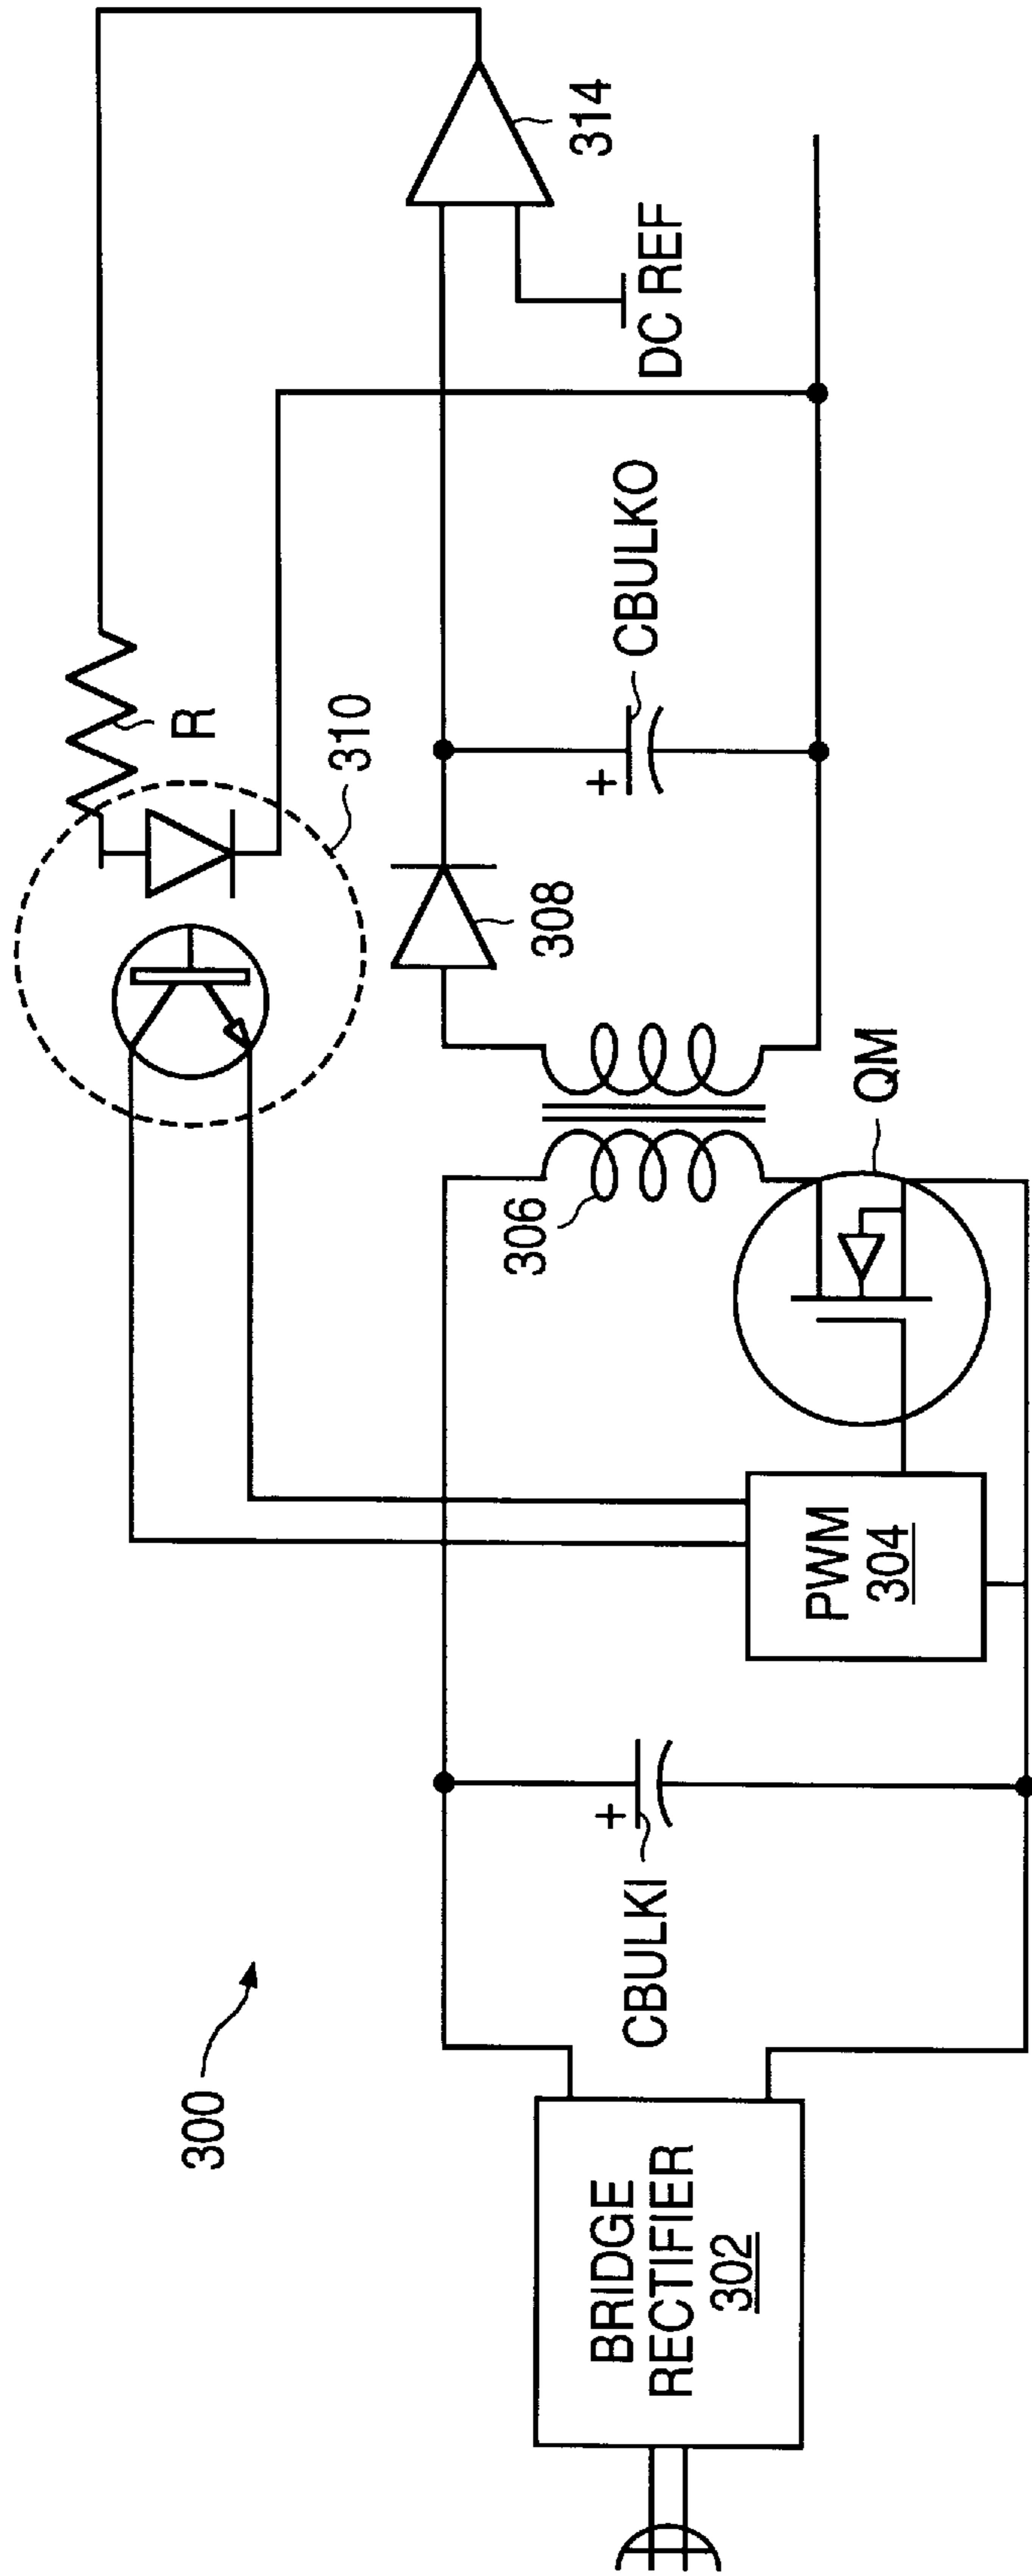 300
BRIDGE
RECTIFIER
302
CBULKI
+
PWM
304
QM
306
308
310
R
+
CBULKO
DC REF
314